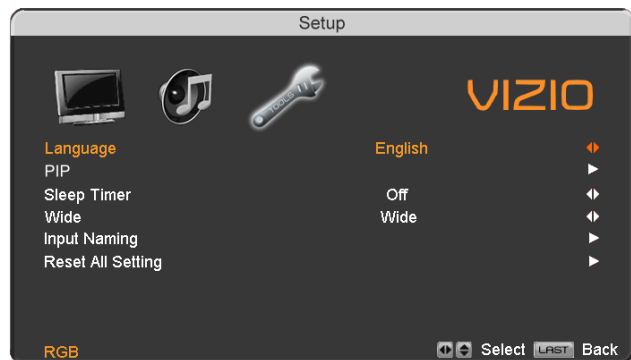 Setup
TOOLS
VIZIO
Language English
PIP
Sleep Timer Off
Wide Wide
Input Naming
Reset All Setting
RGB Select LAST Back